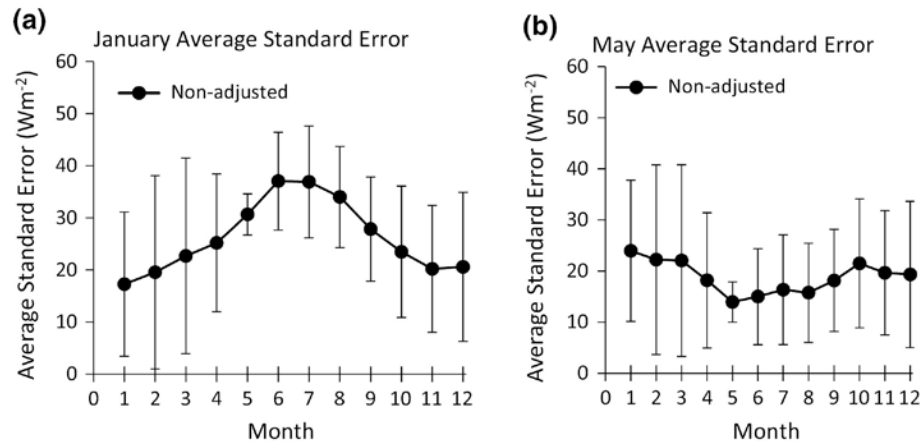 (a)
January Average Standard Error
Average Standard Error (Wm-2)
60
50
40
30
20
10
0
Non-adjusted
0 1 2 3 4 5 6 7 8 9 10 11 12
Month
(b)
May Average Standard Error
Average Standard Error (Wm-2)
60
50
40
30
20
10
0
Non-adjusted
0 1 2 3 4 5 6 7 8 9 10 11 12
Month